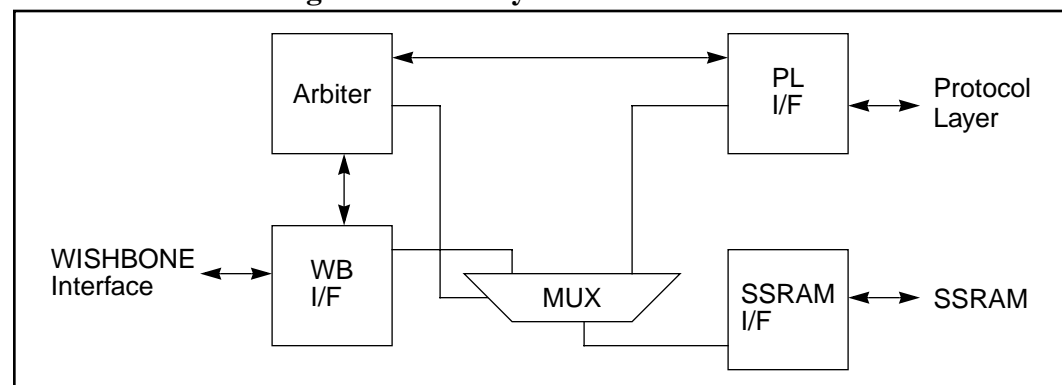 Arbiter
PL
I/F
Protocol
Layer
WISHBONE
Interface
WB
I/F
MUX
SSRAM
I/F
SSRAM